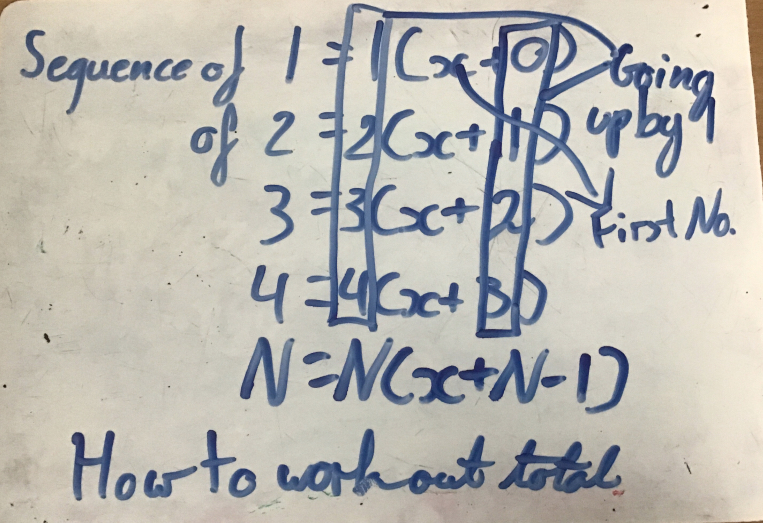 Sequence of 1 = 1(x+0)
of 2 = 2(x+1)
3 = 3(x+2)
4 = 4(x+3)
N = N(x+N-1)
How to work out total
Going
up by 1
First No.